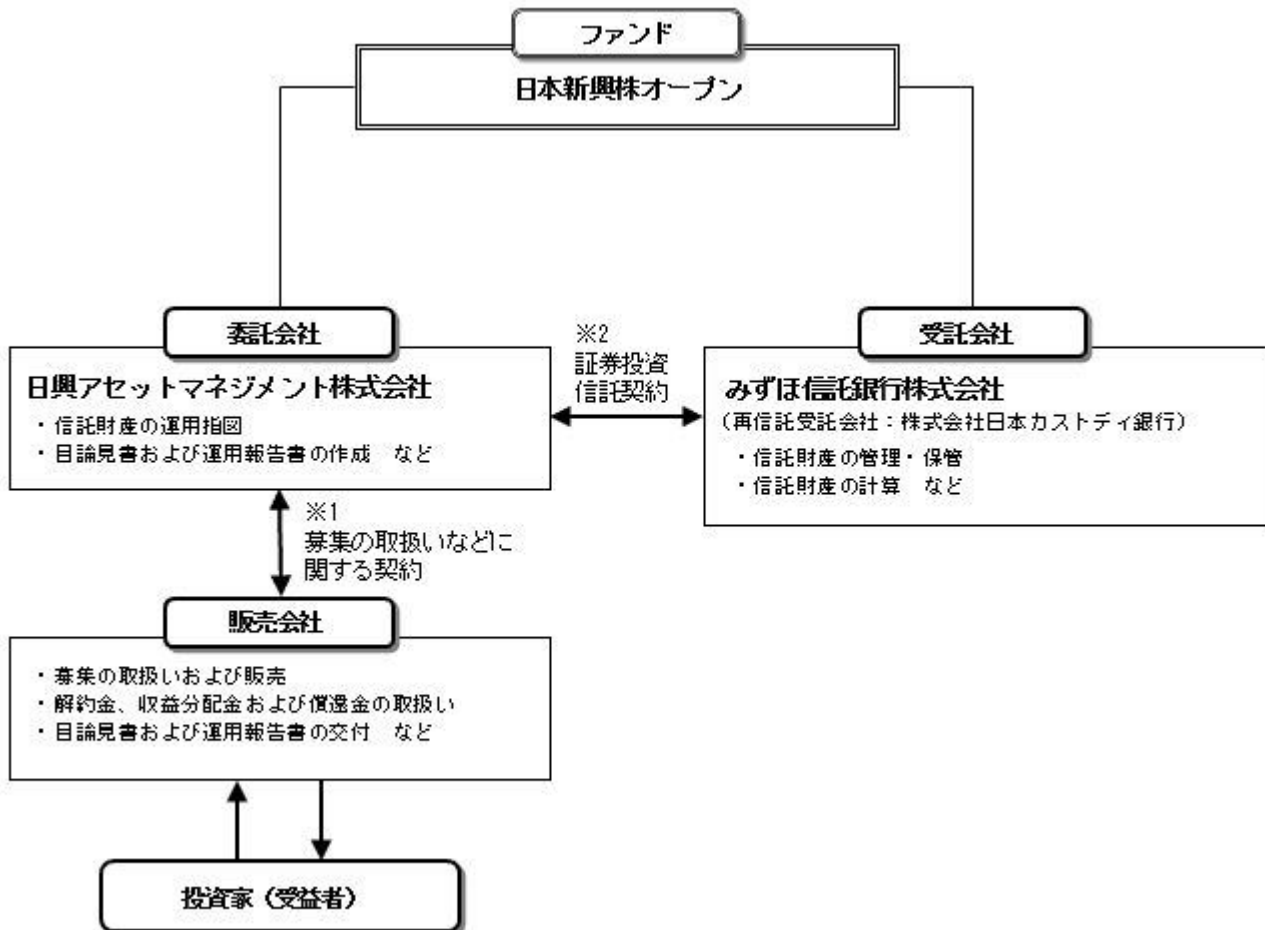 ファンド
日本新興株オープン
委託会社
日興アセットマネジメント株式会社
・信託財産の運用指図
・目論見書および運用報告書の作成　など
※2
証券投資
信託契約
受託会社
みずほ信託銀行株式会社
(再信託受託会社：株式会社日本カストディ銀行)
・信託財産の管理・保管
・信託財産の計算　など
※1
募集の取扱いなどに
関する契約
販売会社
・募集の取扱いおよび販売
・解約金、収益分配金および償還金の取扱い
・目論見書および運用報告書の交付　など
投資家（受益者）